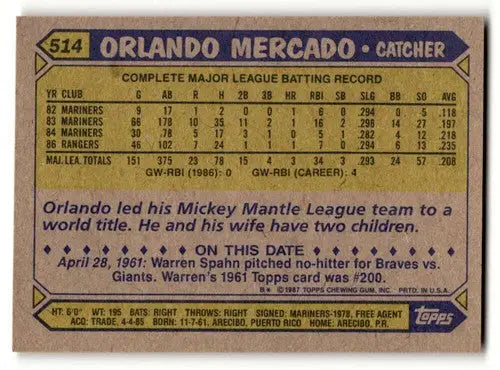 514 ORLANDO MERCADO • CATCHER
COMPLETE MAJOR LEAGUE BATTING RECORD
YR CLUB G AB R H 2B 3B HR RBI SB SLG BB SO AVG
82 MARINERS 9 17 1 2 0 0 1 6 0 .294 0 5 .118
83 MARINERS 66 178 10 35 11 2 1 16 2 .298 14 27 .197
84 MARINERS 30 78 5 17 3 1 0 5 1 .282 4 12 .218
86 RANGERS 46 102 7 24 1 1 1 7 0 .294 6 13 .235
MAJ. LEA. TOTALS 151 375 23 78 15 4 3 34 3 .293 24 57 .208
GW-RBI (1986): 0 GW-RBI (CAREER): 4
Orlando led his Mickey Mantle League team to a
world title. He and his wife have two children.
ON THIS DATE
April 28, 1961: Warren Spahn pitched no-hitter for Braves vs.
Giants. Warren's 1961 Topps card was #200.
B* © 1987 TOPPS CHEWING GUM, INC. PRTD. IN U.S.A.
HT: 6'0" WT: 195 BATS: RIGHT THROWS: RIGHT SIGNED: MARINERS-1978, FREE AGENT
ACQ: TRADE, 4-4-85 BORN: 11-7-61, ARECIBO, PUERTO RICO HOME: ARECIBO, P.R.
Topps